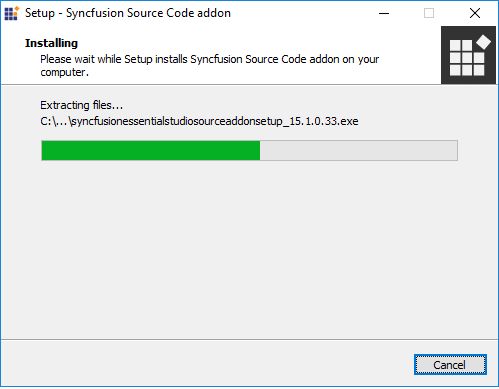 Setup - Syncfusion Source Code addon
Installing
Please wait while Setup installs Syncfusion Source Code addon on your
computer.
Extracting files...
C:\...\syncfusionessentialstudiosourceaddonsetup_15.1.0.33.exe
Cancel